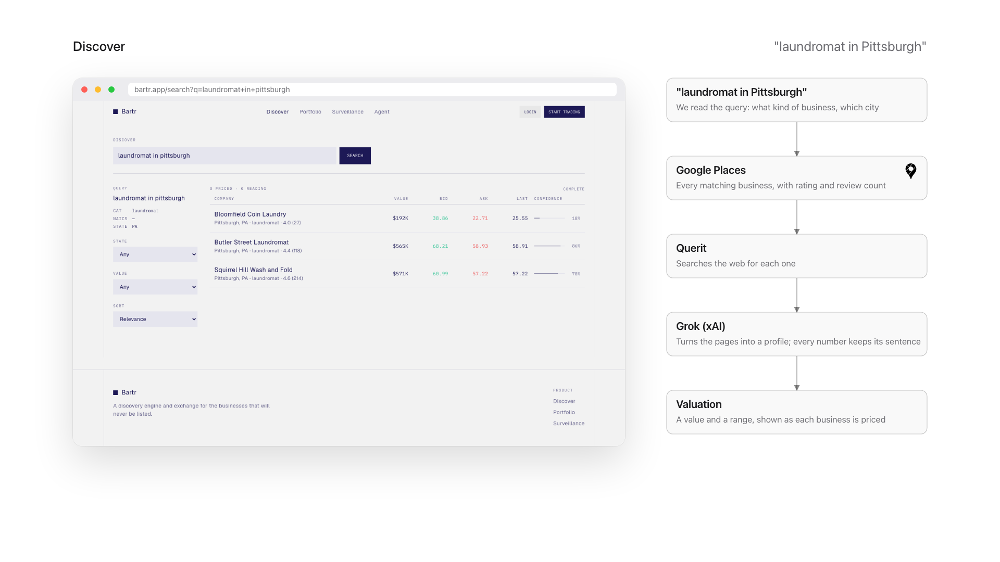 Discover
"laundromat in Pittsburgh"
bartr.app/search?q=laundromat+in+pittsburgh
Bartr
Discover Portfolio Surveillance Agent
LOGIN START TRADING
DISCOVER
laundromat in pittsburgh
SEARCH
QUERY
laundromat in pittsburgh
CAT laundromat
NAICS —
STATE PA
STATE
Any
VALUE
Any
SORT
Relevance
3 PRICED · 0 READING COMPLETE
COMPANY VALUE BID ASK LAST CONFIDENCE
Bloomfield Coin Laundry $192K 38.86 22.71 25.55 18%
Pittsburgh, PA · laundromat · 4.0 (27)
Butler Street Laundromat $565K 68.21 58.93 58.91 86%
Pittsburgh, PA · laundromat · 4.4 (118)
Squirrel Hill Wash and Fold $571K 60.99 57.22 57.22 78%
Pittsburgh, PA · laundromat · 4.6 (214)
Bartr
A discovery engine and exchange for the businesses that will
never be listed.
PRODUCT
Discover
Portfolio
Surveillance
"laundromat in Pittsburgh"
We read the query: what kind of business, which city
Google Places
Every matching business, with rating and review count
Querit
Searches the web for each one
Grok (xAI)
Turns the pages into a profile; every number keeps its sentence
Valuation
A value and a range, shown as each business is priced